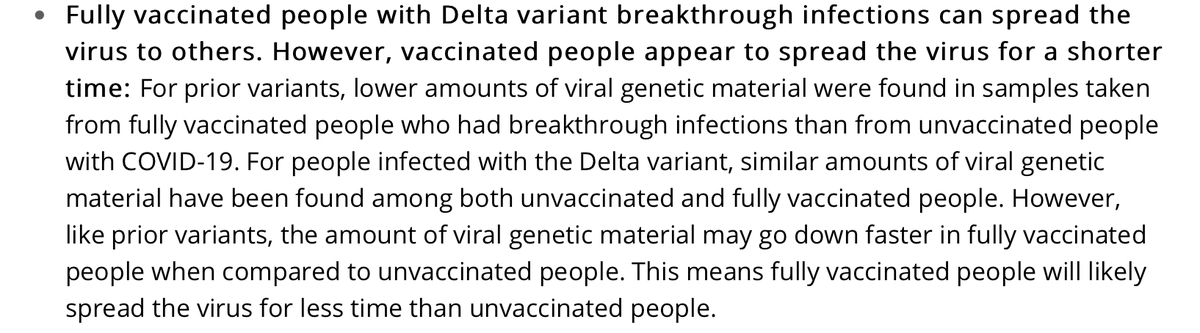 • Fully vaccinated people with Delta variant breakthrough infections can spread the
virus to others. However, vaccinated people appear to spread the virus for a shorter
time: For prior variants, lower amounts of viral genetic material were found in samples taken
from fully vaccinated people who had breakthrough infections than from unvaccinated people
with COVID-19. For people infected with the Delta variant, similar amounts of viral genetic
material have been found among both unvaccinated and fully vaccinated people. However,
like prior variants, the amount of viral genetic material may go down faster in fully vaccinated
people when compared to unvaccinated people. This means fully vaccinated people will likely
spread the virus for less time than unvaccinated people.